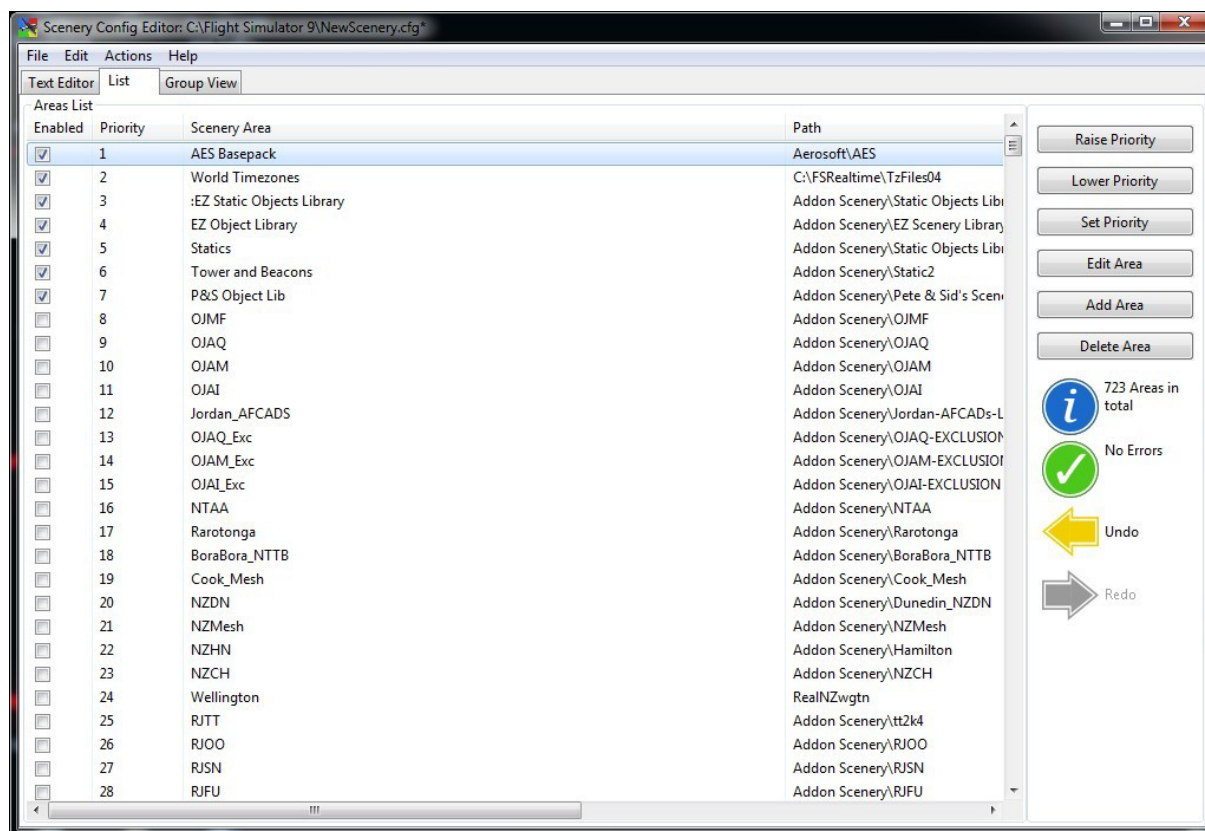 Scenery Config Editor: C:\Flight Simulator 9\NewScenery.cfg*
File Edit Actions Help
Text Editor List Group View
Areas List
Enabled Priority Scenery Area Path
1 AES Basepack Aerosoft\AES
2 World Timezones C:\FSRealtime\TzFiles04
3 :EZ Static Objects Library Addon Scenery\Static Objects Libr
4 EZ Object Library Addon Scenery\EZ Scenery Library
5 Statics Addon Scenery\Static Objects Libr
6 Tower and Beacons Addon Scenery\Static2
7 P&S Object Lib Addon Scenery\Pete & Sid's Scen
8 OJMF Addon Scenery\OJMF
9 OJAQ Addon Scenery\OJAQ
10 OJAM Addon Scenery\OJAM
11 OJAI Addon Scenery\OJAI
12 Jordan_AFCADS Addon Scenery\Jordan-AFCADs-L
13 OJAQ_Exc Addon Scenery\OJAQ-EXCLUSION
14 OJAM_Exc Addon Scenery\OJAM-EXCLUSIO
15 OJAI_Exc Addon Scenery\OJAI-EXCLUSION
16 NTAA Addon Scenery\NTAA
17 Rarotonga Addon Scenery\Rarotonga
18 BoraBora_NTTB Addon Scenery\BoraBora_NTTB
19 Cook_Mesh Addon Scenery\Cook_Mesh
20 NZDN Addon Scenery\Dunedin_NZDN
21 NZMesh Addon Scenery\NZMesh
22 NZHN Addon Scenery\Hamilton
23 NZCH Addon Scenery\NZCH
24 Wellington RealNZwgtn
25 RJTT Addon Scenery\tt2k4
26 RJOO Addon Scenery\RJOO
27 RJSN Addon Scenery\RJSN
28 RJFU Addon Scenery\RJFU
Raise Priority
Lower Priority
Set Priority
Edit Area
Add Area
Delete Area
723 Areas in
total
No Errors
Undo
Redo